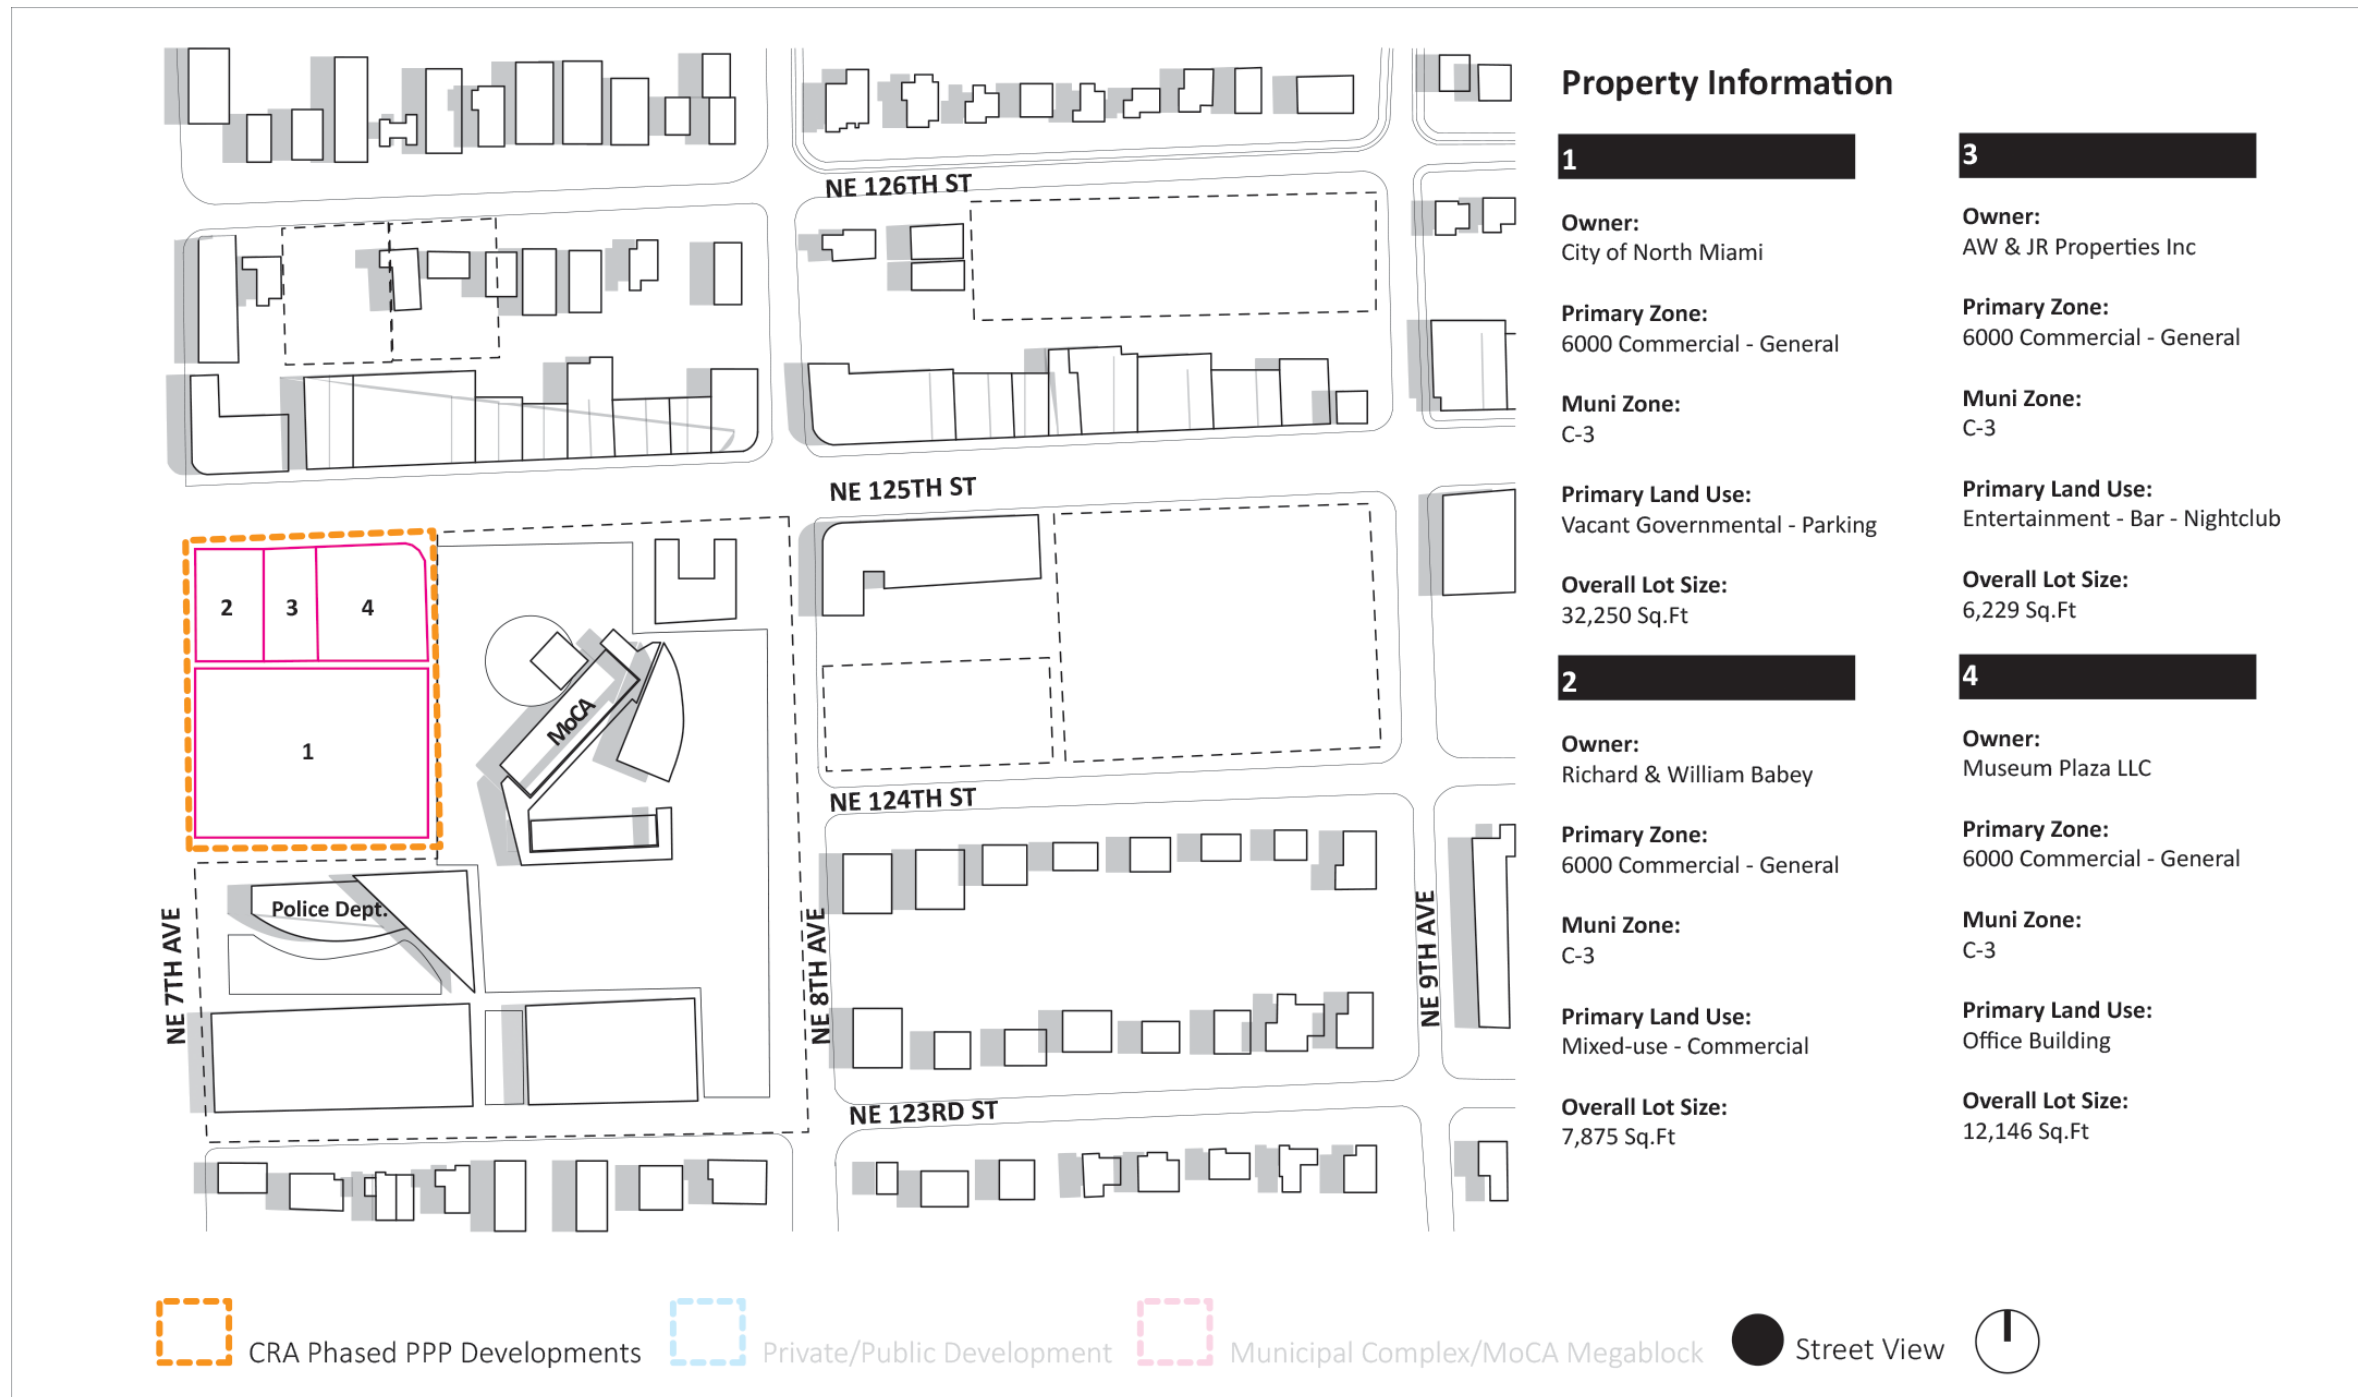 NE 126TH ST
NE 125TH ST
2
3
4
1
MoCA
NE 124TH ST
Police Dept.
NE 7TH AVE
NE 8TH AVE
NE 9TH AVE
NE 123RD ST
Property Information
1
Owner:
City of North Miami
Primary Zone:
6000 Commercial - General
Muni Zone:
C-3
Primary Land Use:
Vacant Governmental - Parking
Overall Lot Size:
32,250 Sq.Ft
2
Owner:
Richard & William Babey
Primary Zone:
6000 Commercial - General
Muni Zone:
C-3
Primary Land Use:
Mixed-use - Commercial
Overall Lot Size:
7,875 Sq.Ft
3
Owner:
AW & JR Properties Inc
Primary Zone:
6000 Commercial - General
Muni Zone:
C-3
Primary Land Use:
Entertainment - Bar - Nightclub
Overall Lot Size:
6,229 Sq.Ft
4
Owner:
Museum Plaza LLC
Primary Zone:
6000 Commercial - General
Muni Zone:
C-3
Primary Land Use:
Office Building
Overall Lot Size:
12,146 Sq.Ft
CRA Phased PPP Developments
Private/Public Development
Municipal Complex/MoCA Megablock
Street View